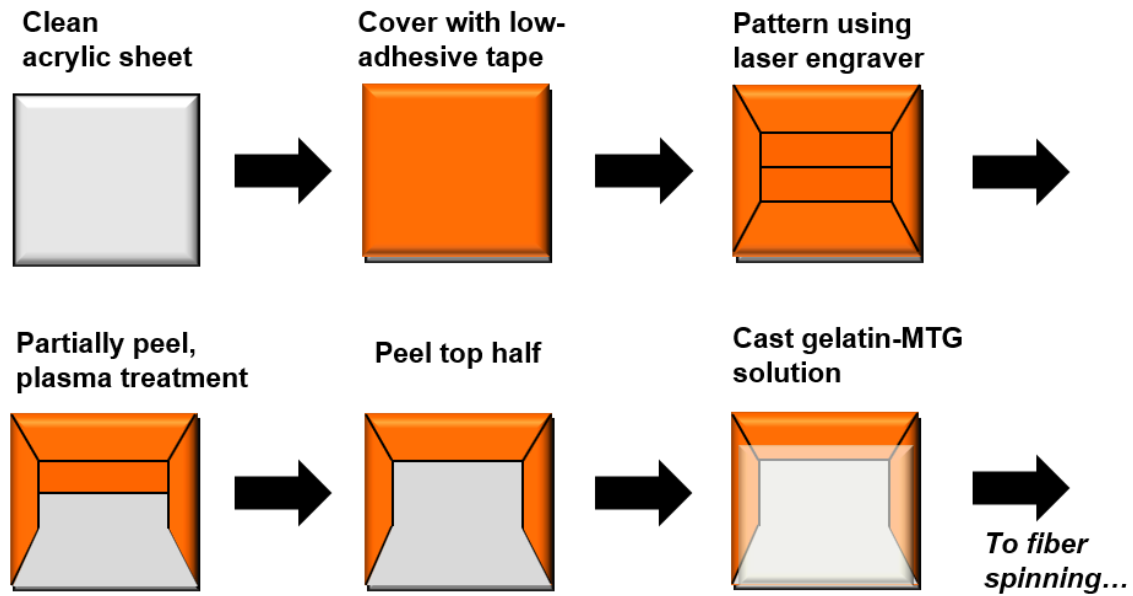 Clean
acrylic sheet
Cover with low-
adhesive tape
Pattern using
laser engraver
Partially peel,
plasma treatment
Peel top half
Cast gelatin-MTG
solution
To fiber
spinning…